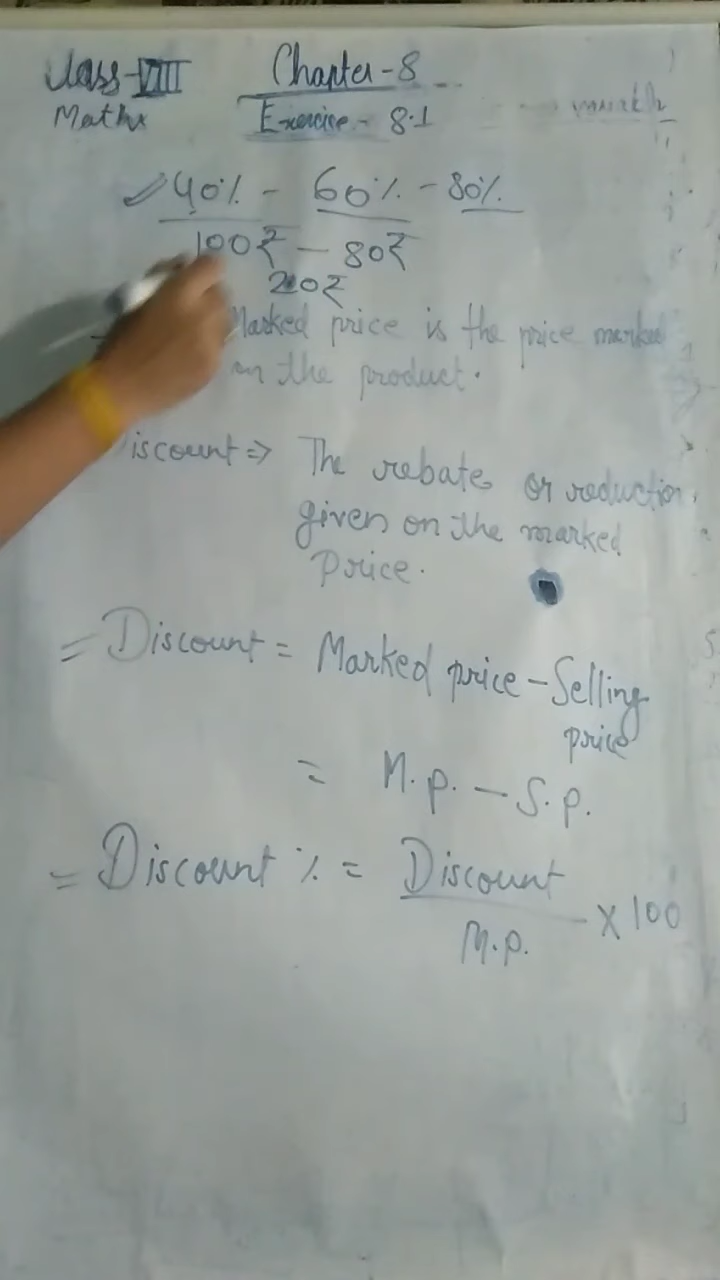 Class-VIII
Chapter-8
Maths
Exercise - 8.1
40% - 60% - 80%
100₹ - 80₹
20₹
Marked price is the price marked
on the product.
iscount ⇒ The rebate or reduction
given on the marked
Price.
= Discount = Marked price - Selling
price
= M.p. - S.p.
= Discount % = Discount
× 100
M.p.